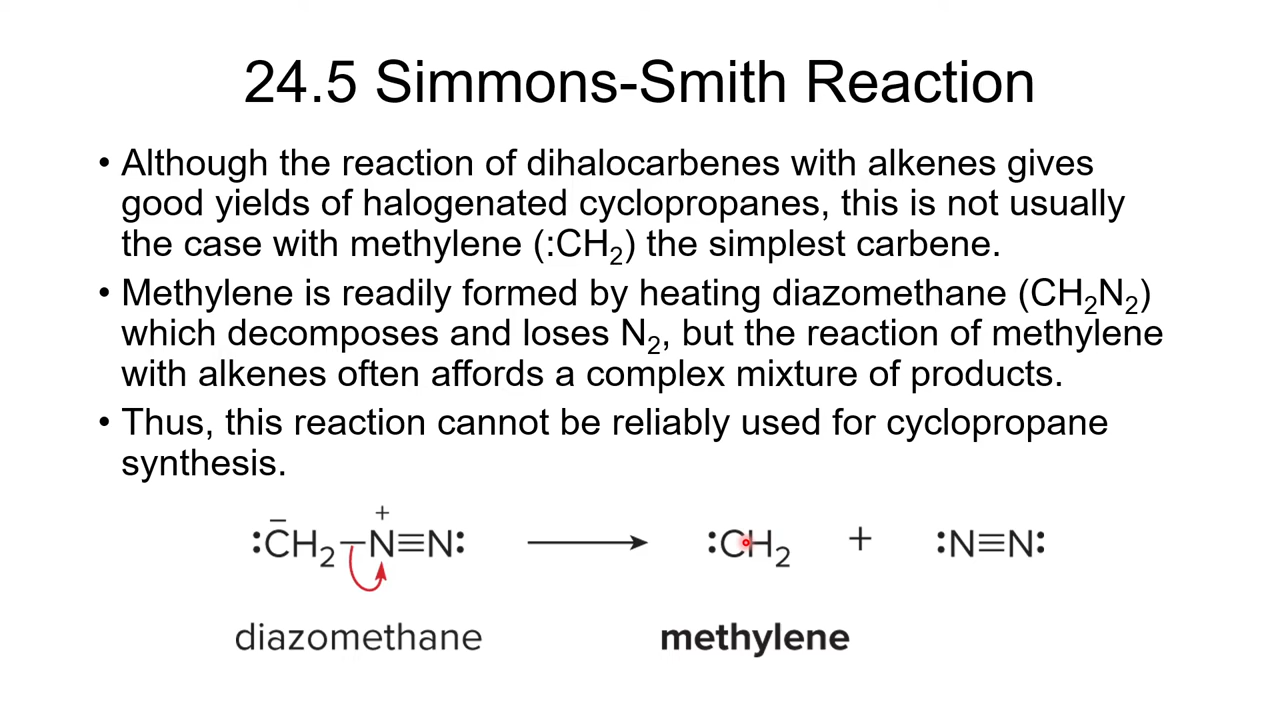 24.5 Simmons-Smith Reaction
• Although the reaction of dihalocarbenes with alkenes gives
good yields of halogenated cyclopropanes, this is not usually
the case with methylene (:CH₂) the simplest carbene.
• Methylene is readily formed by heating diazomethane (CH₂N₂)
which decomposes and loses N₂, but the reaction of methylene
with alkenes often affords a complex mixture of products.
• Thus, this reaction cannot be reliably used for cyclopropane
synthesis.
:C̄H₂—N⁺≡N: → :CH₂ + :N≡N:
diazomethane methylene